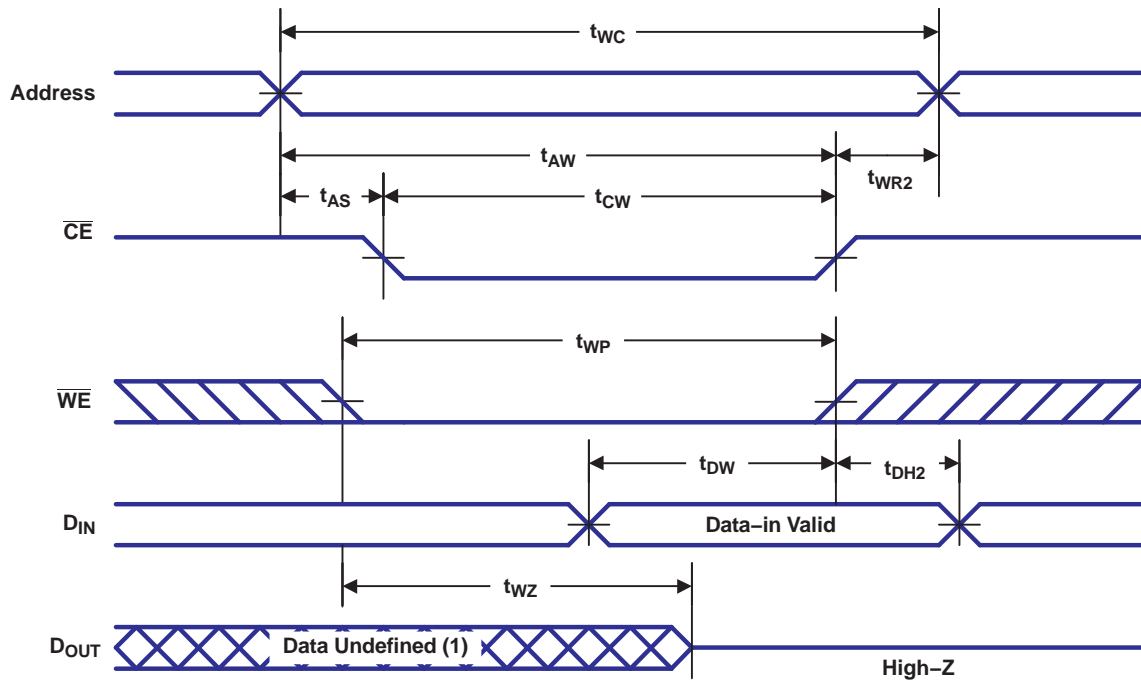 tWC
Address
tAW
tWR2
tAS
tCW
CE
tWP
WE
tDW
tDH2
DIN
Data–in Valid
tWZ
DOUT
Data Undefined (1)
High–Z